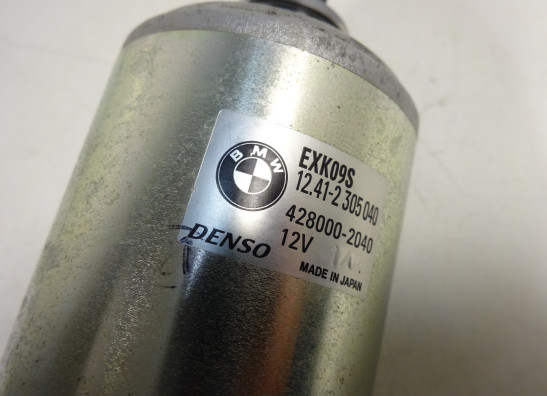 BMW
EXK09S
12.41-2 305 040
428000-2040
DENSO 12V
MADE IN JAPAN